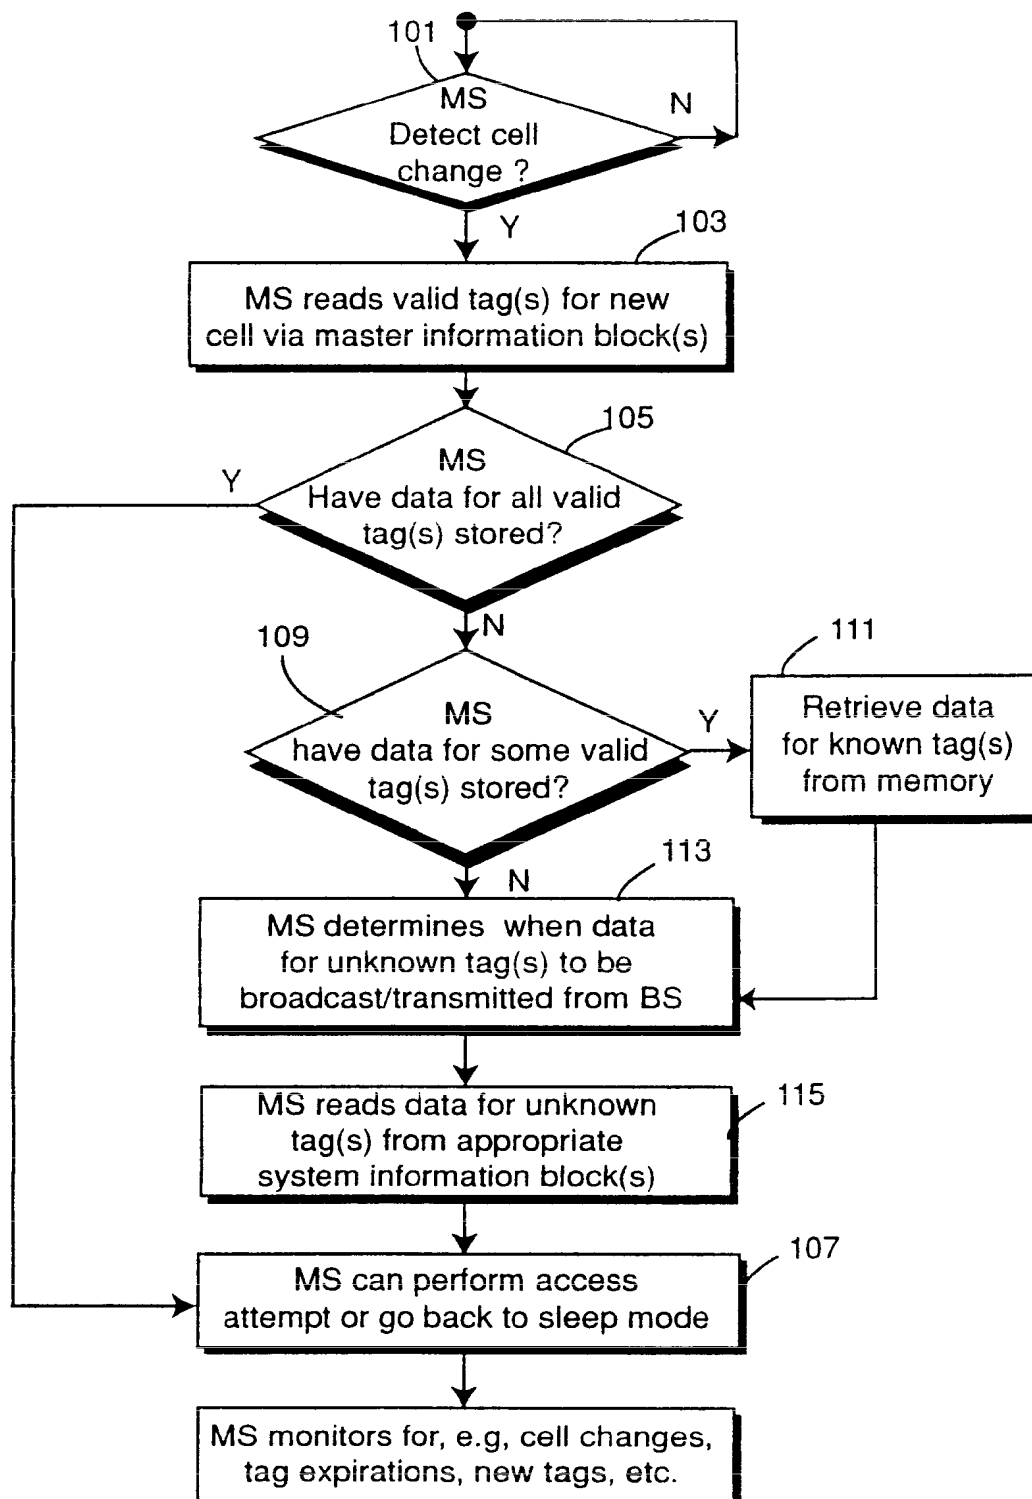 101
MS
Detect cell
change ?
N
Y
103
MS reads valid tag(s) for new
cell via master information block(s)
105
MS
Have data for all valid
tag(s) stored?
Y
N
109
MS
have data for some valid
tag(s) stored?
Y
111
Retrieve data
for known tag(s)
from memory
N
113
MS determines when data
for unknown tag(s) to be
broadcast/transmitted from BS
115
MS reads data for unknown
tag(s) from appropriate
system information block(s)
107
MS can perform access
attempt or go back to sleep mode
MS monitors for, e.g, cell changes,
tag expirations, new tags, etc.